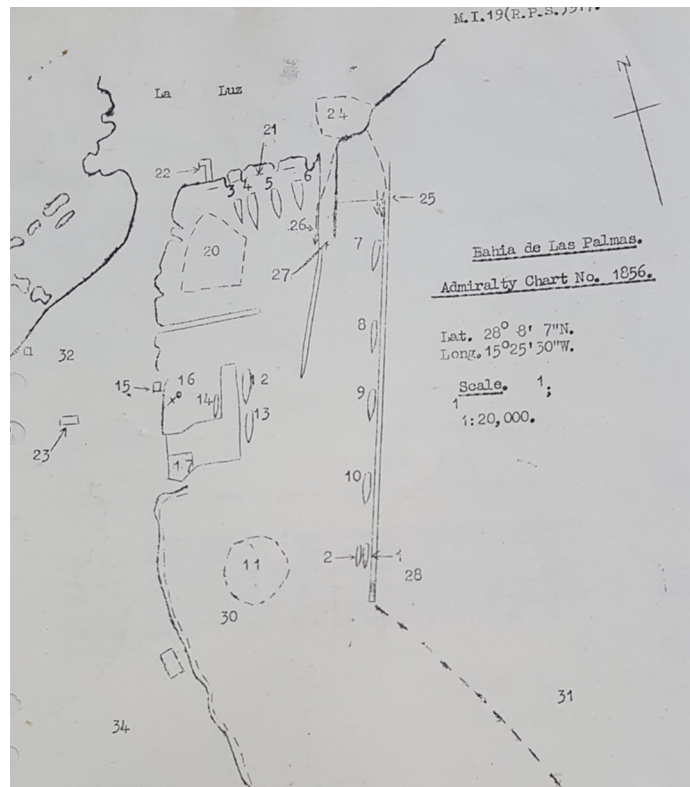 M.I.19(R.P.S.)
La Luz
24
21
22
3 4 5 6
25
26
20
7
27
Bahia de Las Palmas.
Admiralty Chart No. 1856.
8
Lat. 28° 8' 7"N.
Long. 15°25'30"W.
32
15 16 2
Scale. 1;
1
14 9
13
1:20,000.
23
17
10
2 1
11
28
30
31
34